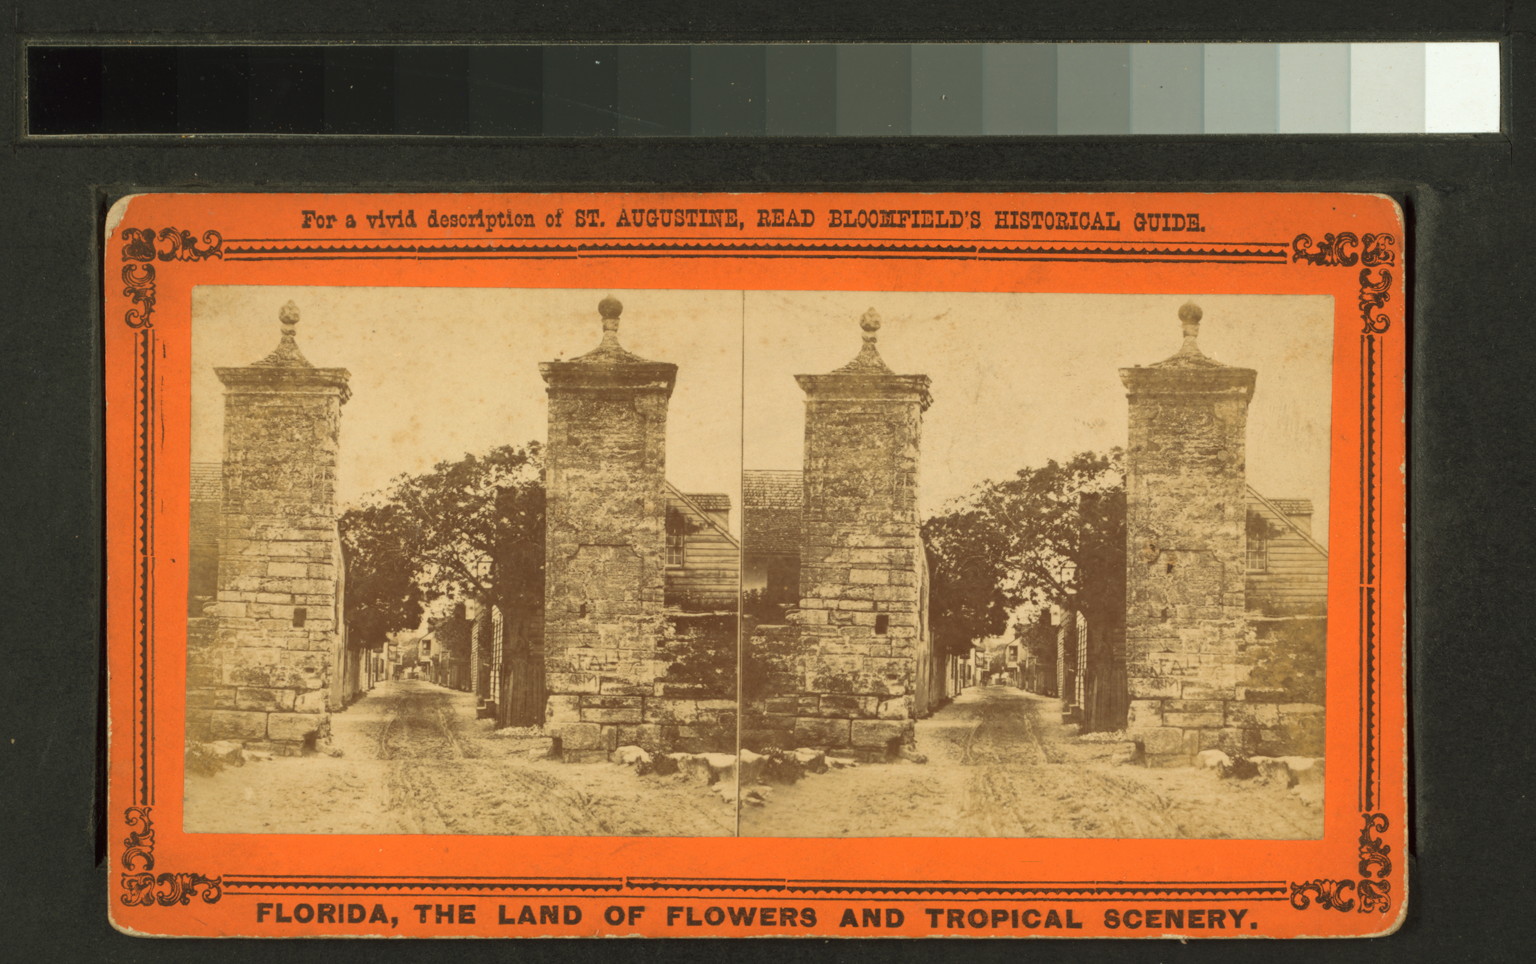 For a vivid description of ST. AUGUSTINE, READ BLOOMFIELD'S HISTORICAL GUIDE.
FLORIDA, THE LAND OF FLOWERS AND TROPICAL SCENERY.